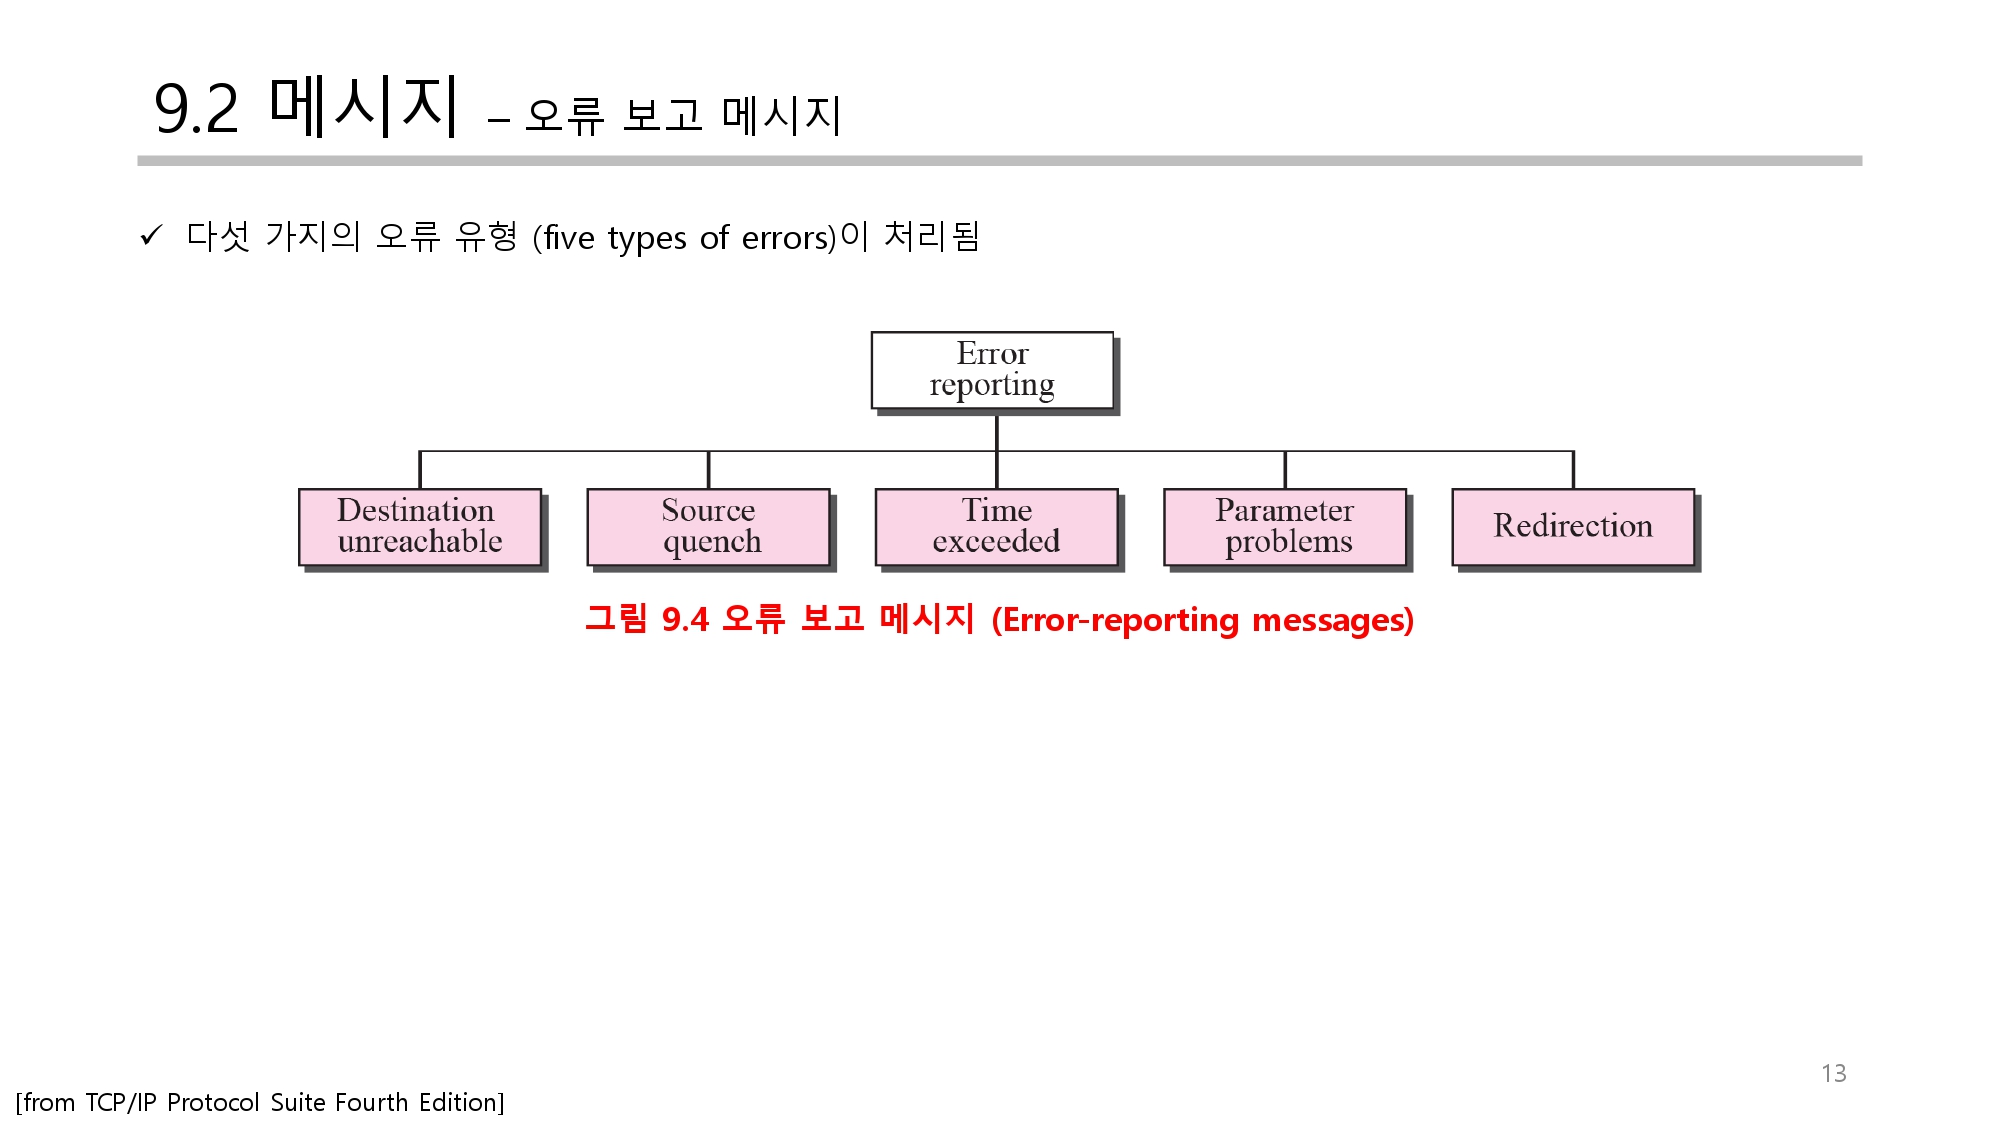 9.2 메시지 – 오류 보고 메시지
✓ 다섯 가지의 오류 유형 (five types of errors)이 처리됨
Error
reporting
Destination
unreachable
Source
quench
Time
exceeded
Parameter
problems
Redirection
그림 9.4 오류 보고 메시지 (Error-reporting messages)
13
[from TCP/IP Protocol Suite Fourth Edition]